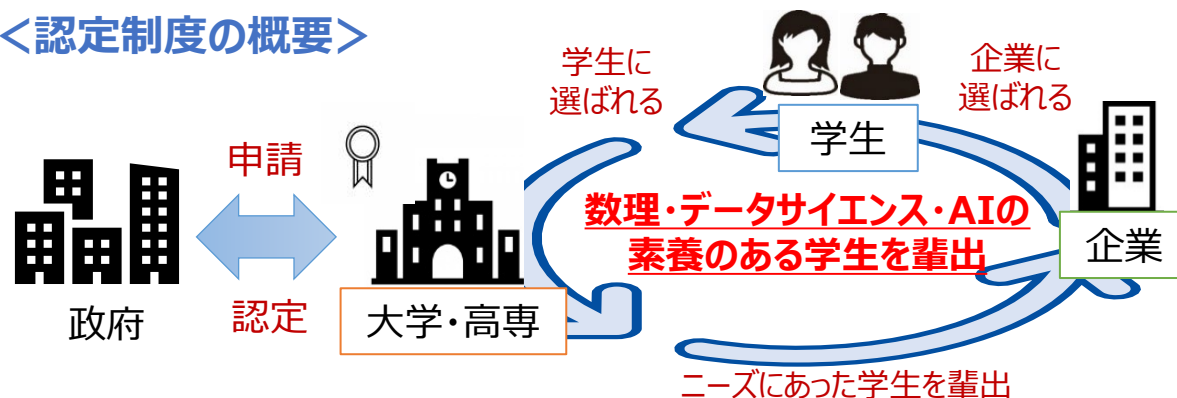 ＜認定制度の概要＞
学生に
選ばれる
企業に
選ばれる
学生
申請
数理・データサイエンス・AIの
素養のある学生を輩出
企業
政府
認定
大学・高専
ニーズにあった学生を輩出